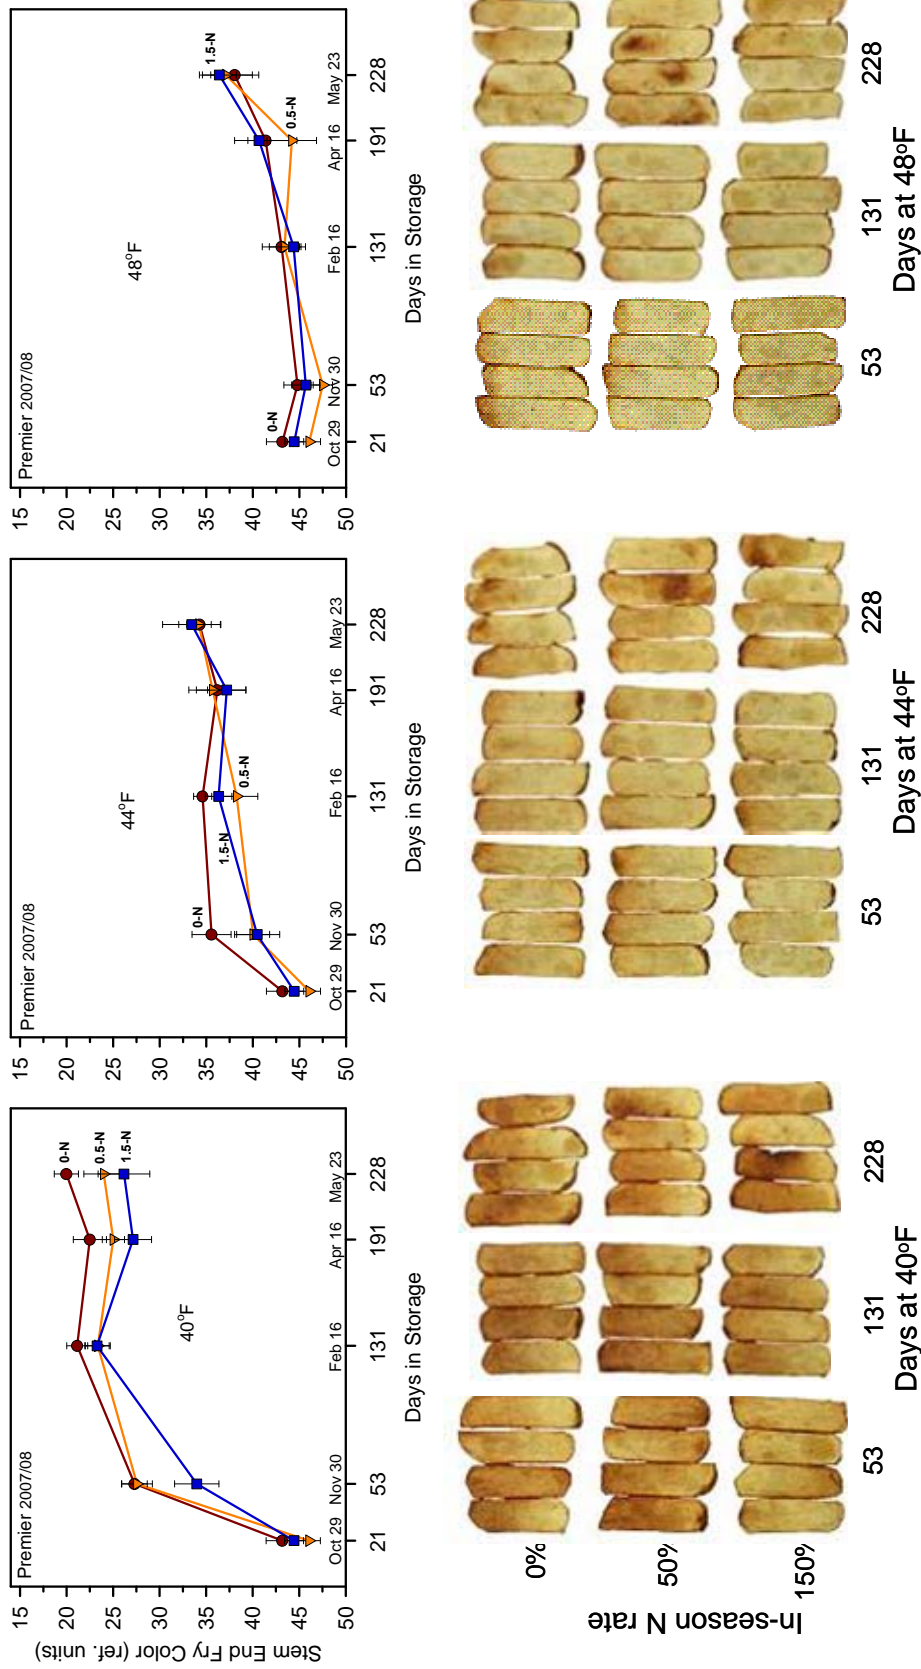 Premier 2007/08
40°F
0-N
0.5-N
1.5-N
15
20
25
30
35
40
45
50
Stem End Fry Color (ref. units)
Oct 29 Nov 30 Feb 16 Apr 16 May 23
21 53 131 191 228
Days in Storage
Premier 2007/08
44°F
0-N
1.5-N
0.5-N
15
20
25
30
35
40
45
50
Oct 29 Nov 30 Feb 16 Apr 16 May 23
21 53 131 191 228
Days in Storage
Premier 2007/08
48°F
0-N
0.5-N
1.5-N
15
20
25
30
35
40
45
50
Oct 29 Nov 30 Feb 16 Apr 16 May 23
21 53 131 191 228
Days in Storage
In-season N rate
0%
50%
150%
53 131 228
Days at 40ºF
53 131 228
Days at 44ºF
53 131 228
Days at 48ºF